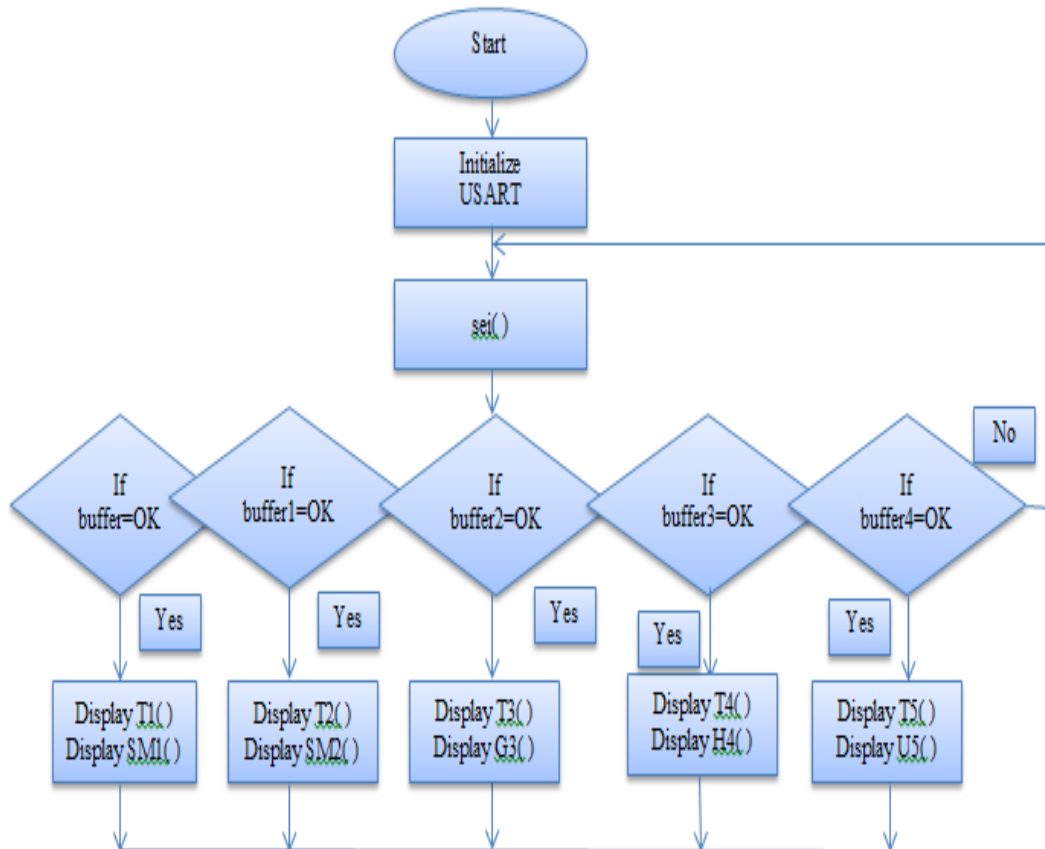 Start
Initialize
USART
sei( )
No
If
buffer=OK
If
buffer1=OK
If
buffer2=OK
If
buffer3=OK
If
buffer4=OK
Yes
Yes
Yes
Yes
Yes
Display T1( )
Display SM1( )
Display T2( )
Display SM2( )
Display T3( )
Display G3( )
Display T4( )
Display H4( )
Display T5( )
Display U5( )